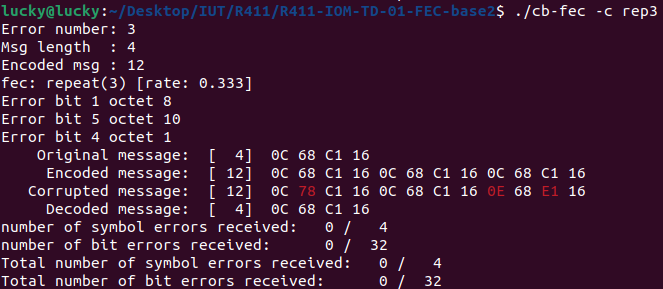 lucky@lucky:~/Desktop/IUT/R411/R411-IOM-TD-01-FEC-base2$ ./cb-fec -c rep3
Error number: 3
Msg length  : 4
Encoded msg : 12
fec: repeat(3) [rate: 0.333]
Error bit 1 octet 8
Error bit 5 octet 10
Error bit 4 octet 1
    Original message:  [  4]  0C 68 C1 16
     Encoded message:  [ 12]  0C 68 C1 16 0C 68 C1 16 0C 68 C1 16
   Corrupted message:  [ 12]  0C 78 C1 16 0C 68 C1 16 0E 68 E1 16
     Decoded message:  [  4]  0C 68 C1 16
number of symbol errors received:   0 /   4
number of bit errors received:      0 /  32
Total number of symbol errors received:   0 /   4
Total number of bit errors received:      0 /  32